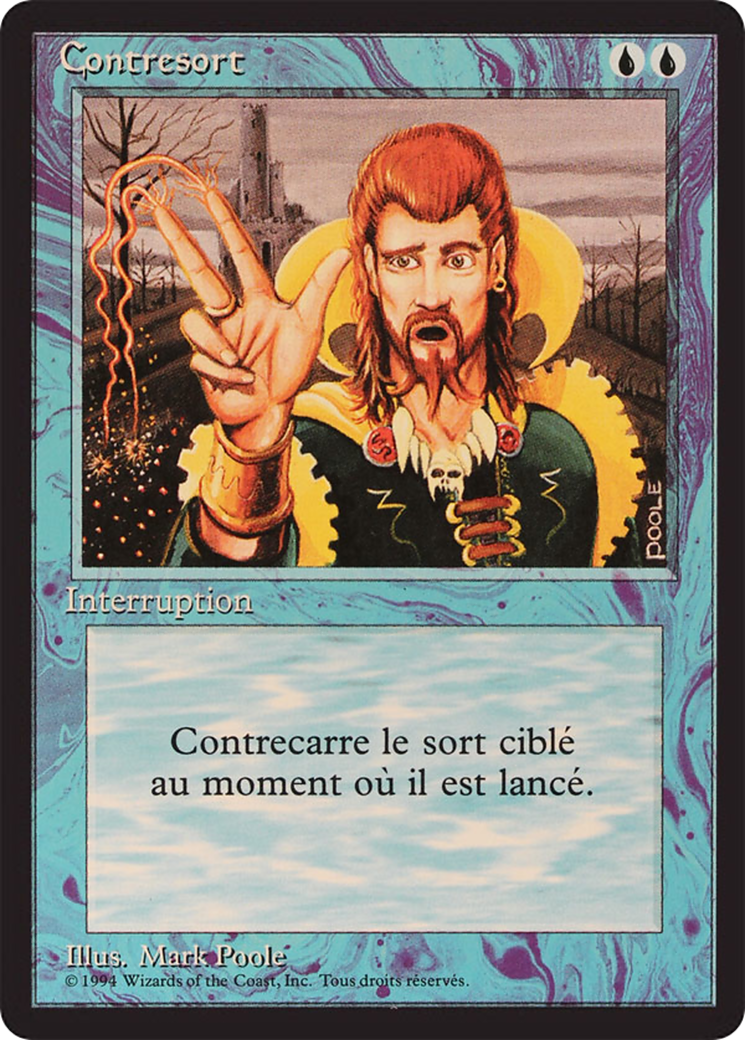 Contresort
POOLE
Interruption
Contrecarre le sort ciblé
au moment où il est lancé.
Illus. Mark Poole
© 1994 Wizards of the Coast, Inc. Tous droits réservés.